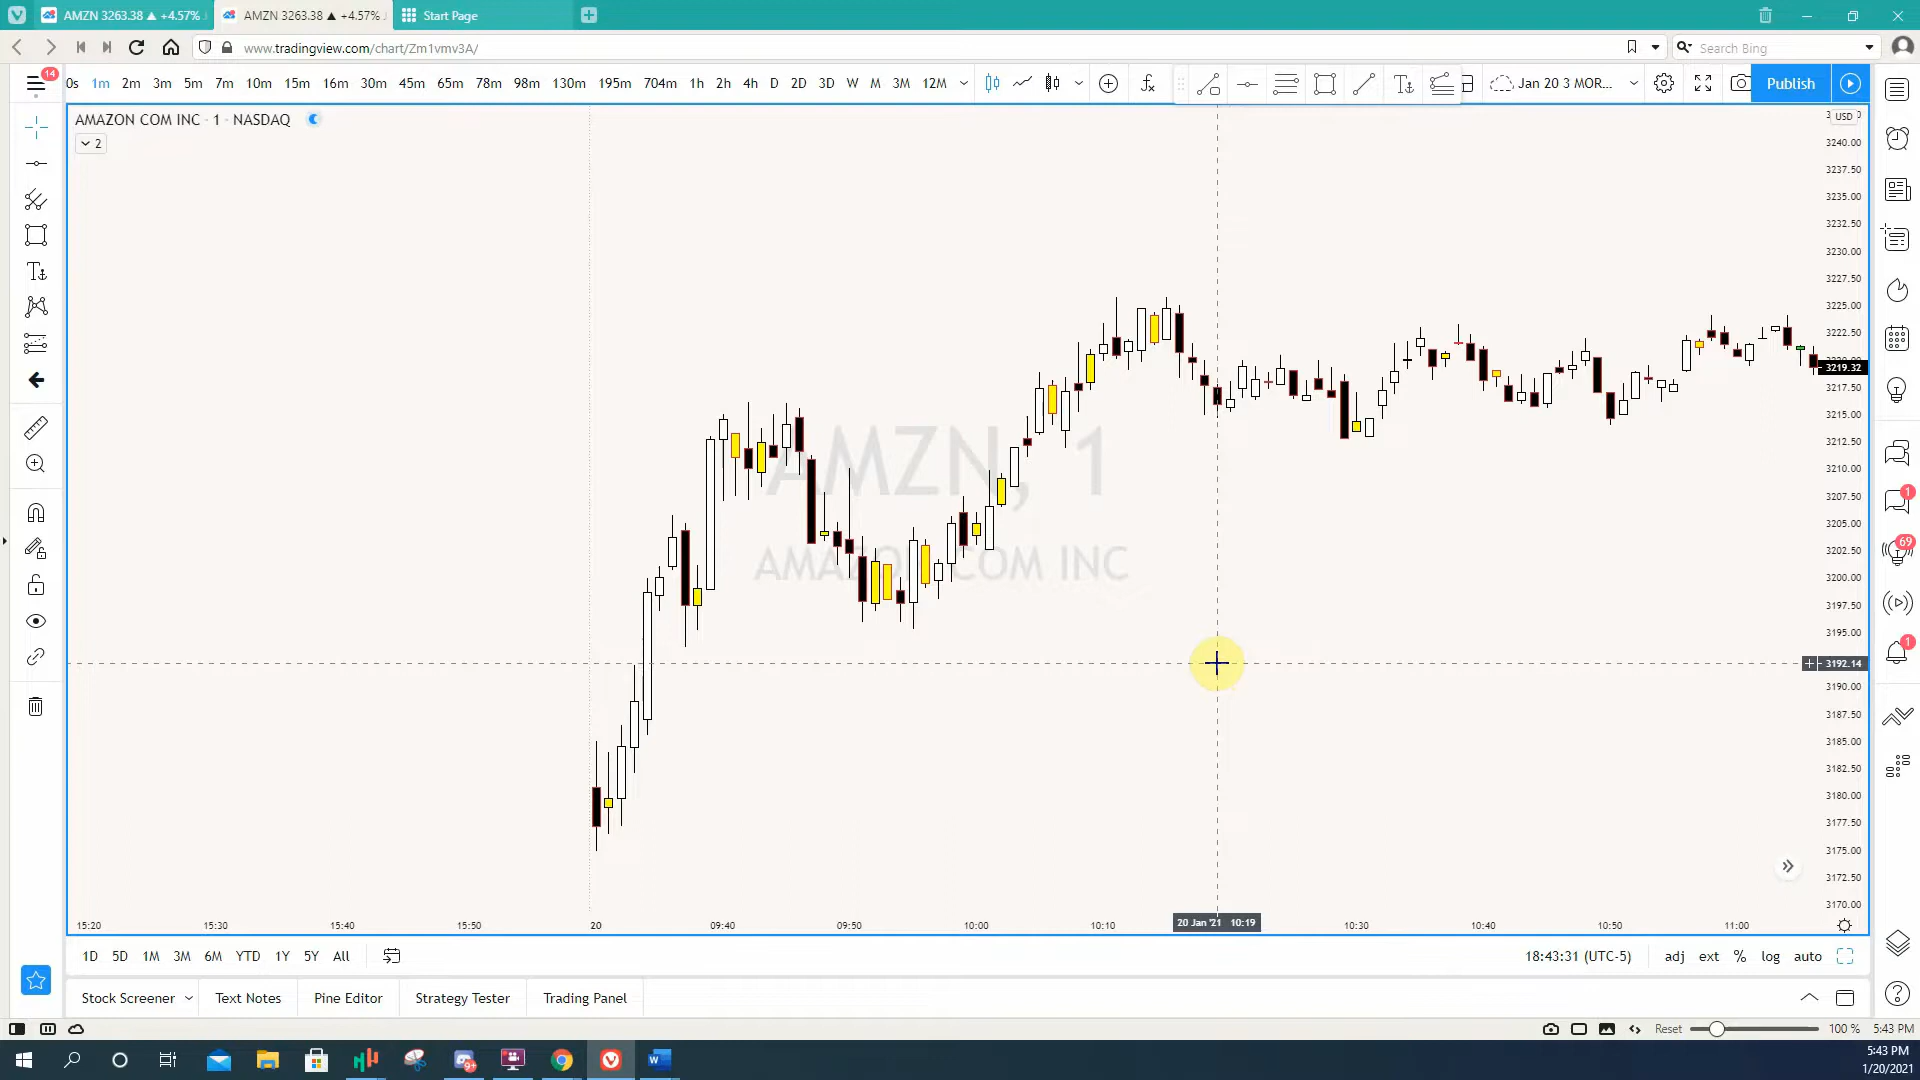 AMZN 3263.38 ▲ +4.57%
AMZN 3263.38 ▲ +4.57%
Start Page
www.tradingview.com/chart/Zm1vmv3A/
Search Bing
14
0s 1m 2m 3m 5m 7m 10m 15m 16m 30m 45m 65m 78m 98m 130m 195m 704m 1h 2h 4h D 2D 3D W M 3M 12M
Jan 20 3 MOR...
Publish
AMAZON COM INC · 1 · NASDAQ
2
USD
3240.00
3237.50
3235.00
3232.50
3230.00
3227.50
3225.00
3222.50
3219.32
3217.50
3215.00
3212.50
3210.00
3207.50
3205.00
3202.50
3200.00
3197.50
3195.00
3192.14
3190.00
3187.50
3185.00
3182.50
3180.00
3177.50
3175.00
3172.50
3170.00
AMZN, 1
AMAZON COM INC
1
69
1
15:20 15:30 15:40 15:50 20 09:40 09:50 10:00 10:10 20 Jan '21 10:19 10:30 10:40 10:50 11:00
1D 5D 1M 3M 6M YTD 1Y 5Y All
18:43:31 (UTC-5) adj ext % log auto
Stock Screener Text Notes Pine Editor Strategy Tester Trading Panel
Reset 100 % 5:43 PM
9+
5:43 PM
1/20/2021